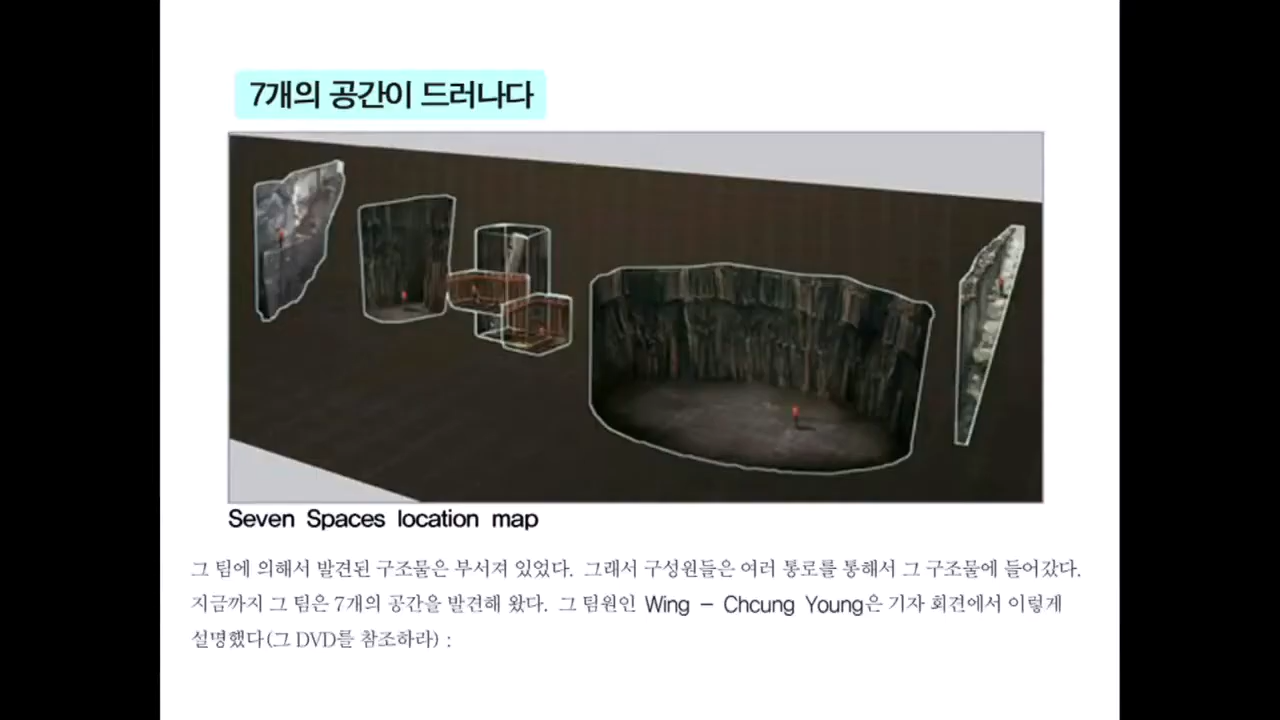 7개의 공간이 드러나다
Seven Spaces location map
그 팀에 의해서 발견된 구조물은 부서져 있었다. 그래서 구성원들은 여러 통로를 통해서 그 구조물에 들어갔다.
지금까지 그 팀은 7개의 공간을 발견해 왔다. 그 팀원인 Wing - Chcung Young은 기자 회견에서 이렇게
설명했다(그 DVD를 참조하라) :